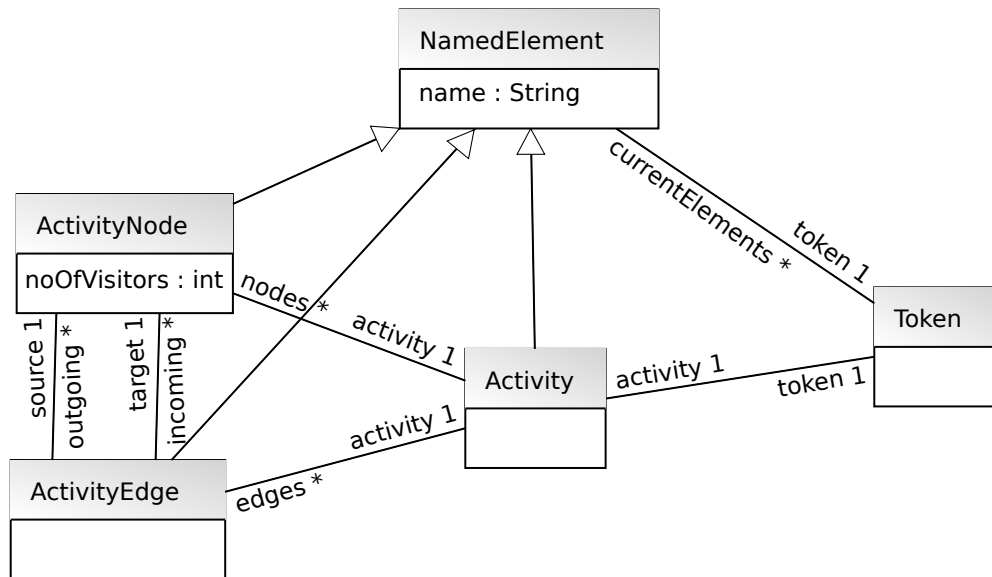 NamedElement
name : String
currentElements *
token 1
ActivityNode
noOfVisitors : int
nodes *
activity 1
source 1
outgoing *
target 1
incoming *
Token
Activity
activity 1
token 1
activity 1
edges *
ActivityEdge